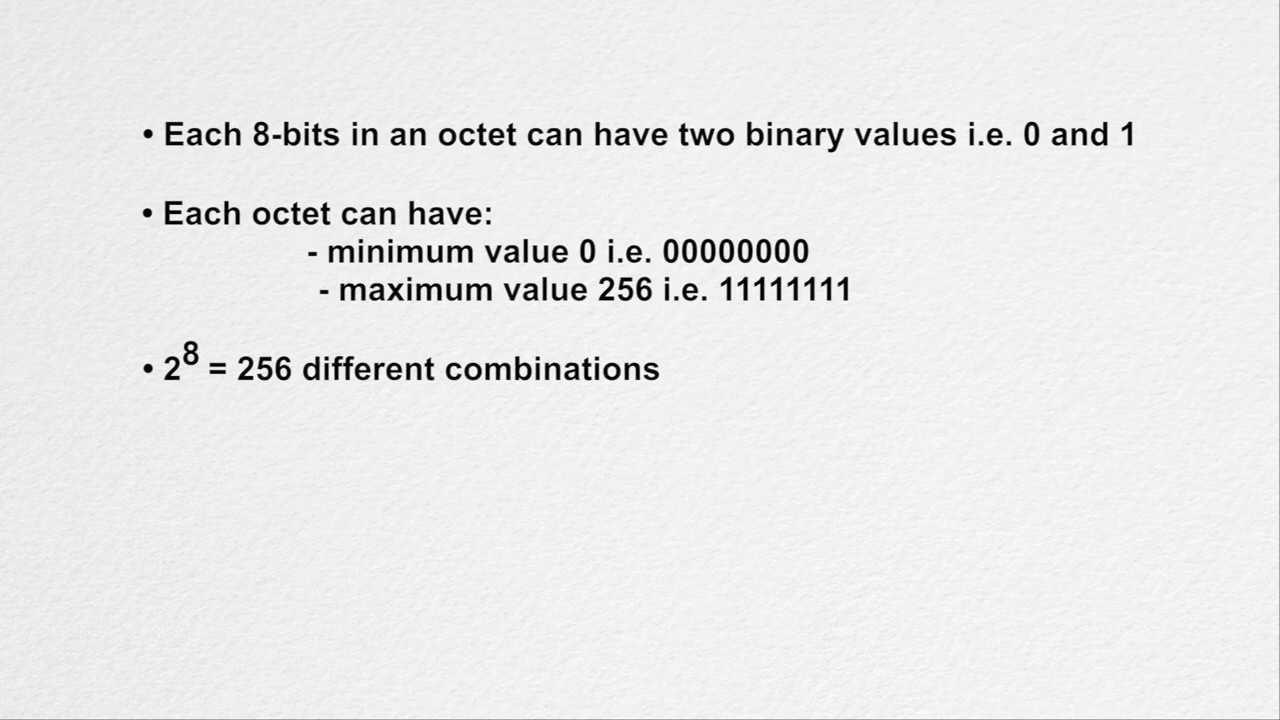 • Each 8-bits in an octet can have two binary values i.e. 0 and 1
• Each octet can have:
- minimum value 0 i.e. 00000000
- maximum value 256 i.e. 11111111
• 2⁸ = 256 different combinations